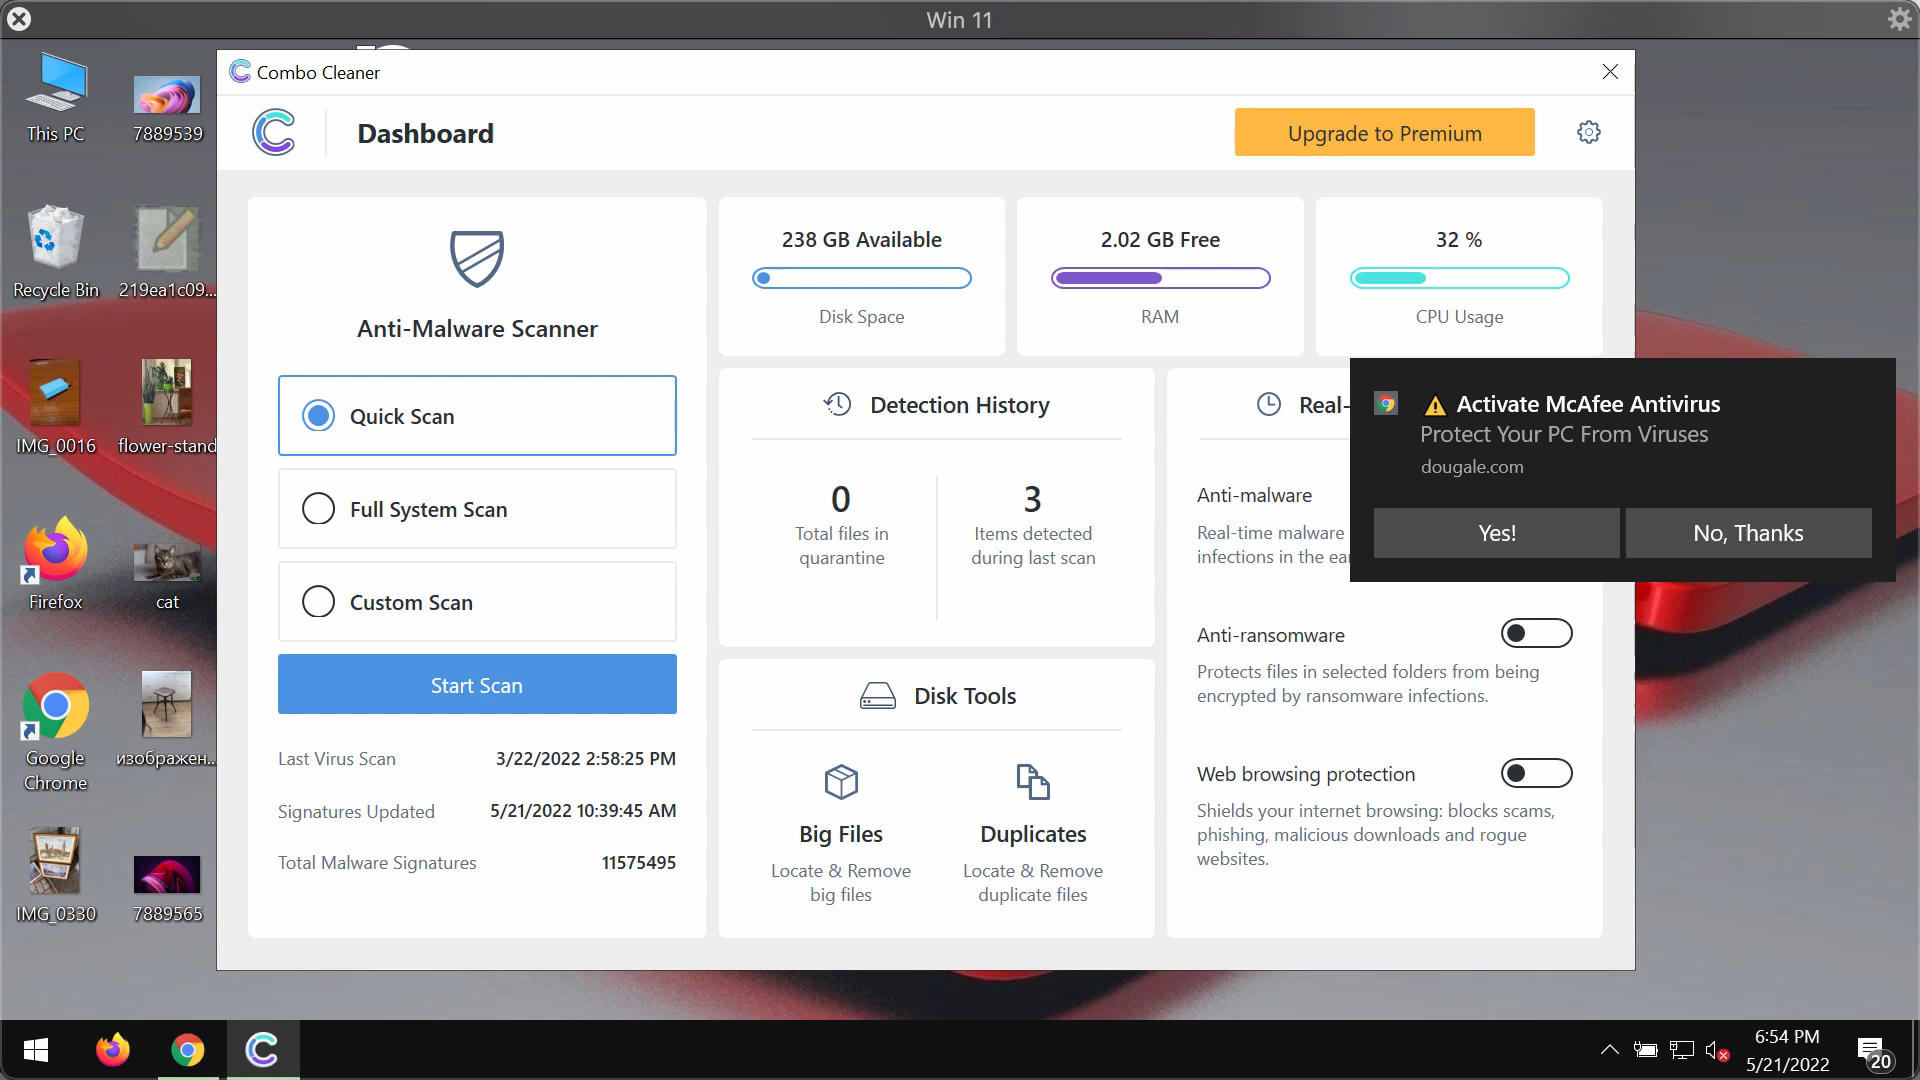 Win 11
This PC
7889539
Recycle Bin
219ea1c09...
IMG_0016
flower-stand
Firefox
cat
Google
Chrome
изображен...
IMG_0330
7889565
Combo Cleaner
Dashboard
Upgrade to Premium
Anti-Malware Scanner
Quick Scan
Full System Scan
Custom Scan
Start Scan
Last Virus Scan 3/22/2022 2:58:25 PM
Signatures Updated 5/21/2022 10:39:45 AM
Total Malware Signatures 11575495
238 GB Available
Disk Space
2.02 GB Free
RAM
32 %
CPU Usage
Detection History
0
Total files in
quarantine
3
Items detected
during last scan
Disk Tools
Big Files
Locate & Remove
big files
Duplicates
Locate & Remove
duplicate files
Real-
Anti-malware
Real-time malware
infections in the
Anti-ransomware
Protects files in selected folders from being
encrypted by ransomware infections.
Web browsing protection
Shields your internet browsing: blocks scams,
phishing, malicious downloads and rogue
websites.
Activate McAfee Antivirus
Protect Your PC From Viruses
dougale.com
Yes!
No, Thanks
6:54 PM
5/21/2022
20